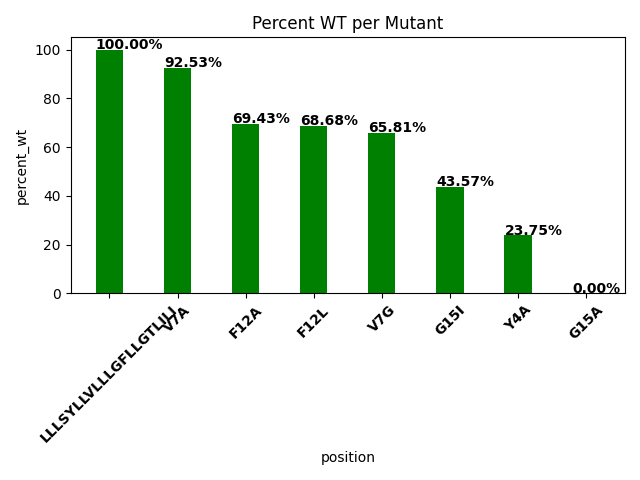 Percent WT per Mutant
100.00%
92.53%
69.43%
68.68%
65.81%
43.57%
23.75%
0.00%
100
80
60
40
20
0
percent_wt
LLLSYLLVLLLGFLLGTLILI
V7A
F12A
F12L
V7G
G15I
Y4A
G15A
position